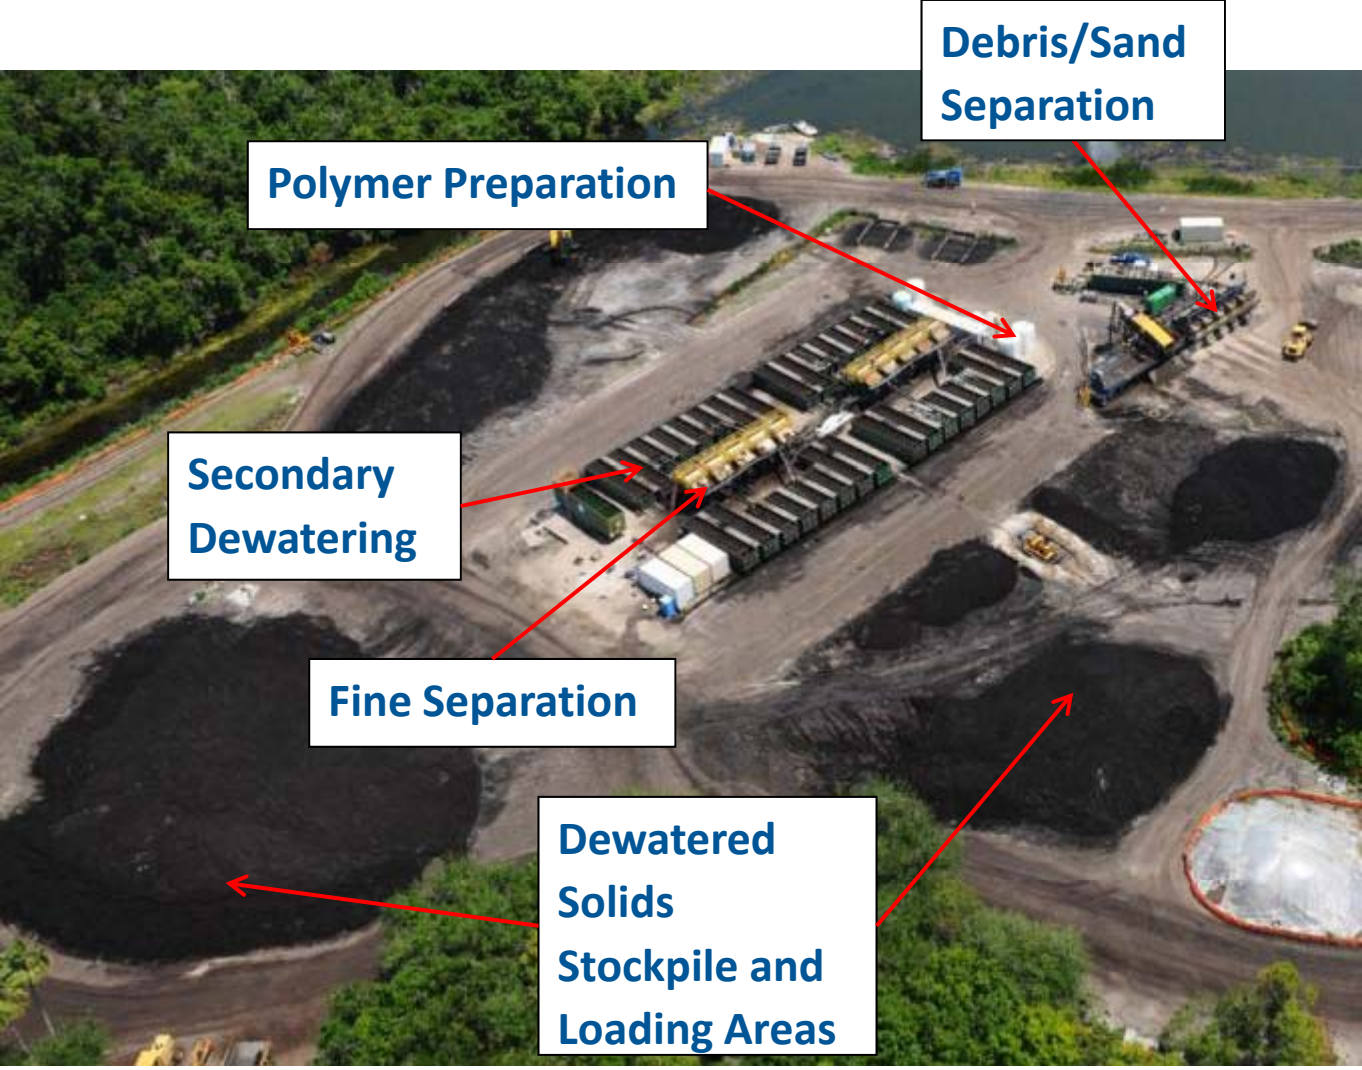 Debris/Sand
Separation
Polymer Preparation
Secondary
Dewatering
Fine Separation
Dewatered
Solids
Stockpile and
Loading Areas